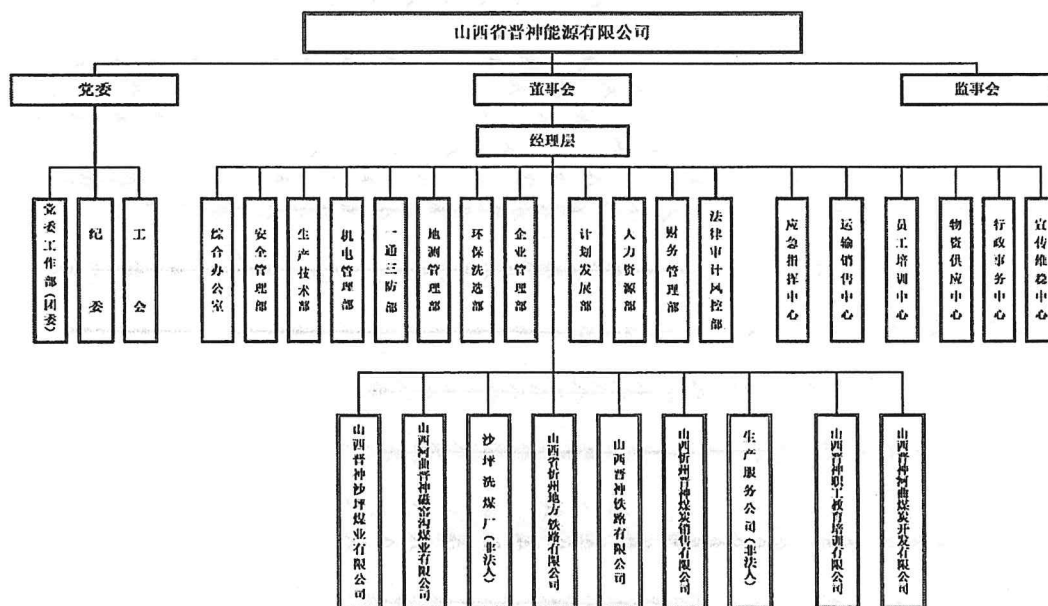 山西省晋神能源有限公司
党委
董事会
监事会
经理层
党委工作部(团委)
纪委
工会
综合办公室
安全管理部
生产技术部
机电管理部
一通三防部
地测管理部
环保洗选部
企业管理部
计划发展部
人力资源部
财务管理部
法律审计风控部
应急指挥中心
运输销售中心
员工培训中心
物资供应中心
行政事务中心
宣传维稳中心
山西晋神沙坪煤业有限公司
山西河曲晋神磁窑沟煤业有限公司
沙坪洗煤厂(非法人)
山西省忻州地方铁路有限公司
山西晋神铁路有限公司
山西忻州晋神煤炭销售有限公司
生产服务公司(非法人)
山西晋神职工教育培训有限公司
山西晋神河曲煤炭开发有限公司